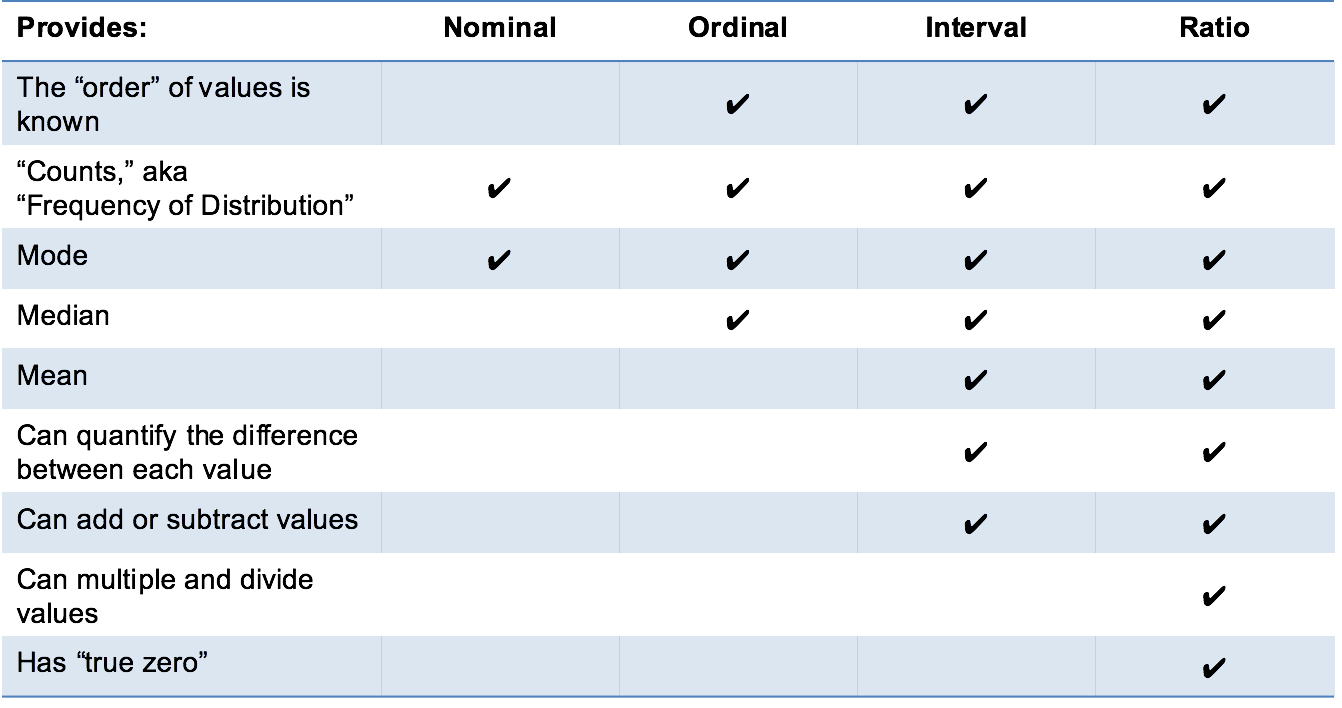 Provides: Nominal Ordinal Interval Ratio
The “order” of values is
known ✔ ✔ ✔
“Counts,” aka
“Frequency of Distribution” ✔ ✔ ✔ ✔
Mode ✔ ✔ ✔ ✔
Median ✔ ✔ ✔
Mean ✔ ✔
Can quantify the difference
between each value ✔ ✔
Can add or subtract values ✔ ✔
Can multiple and divide
values ✔
Has “true zero” ✔